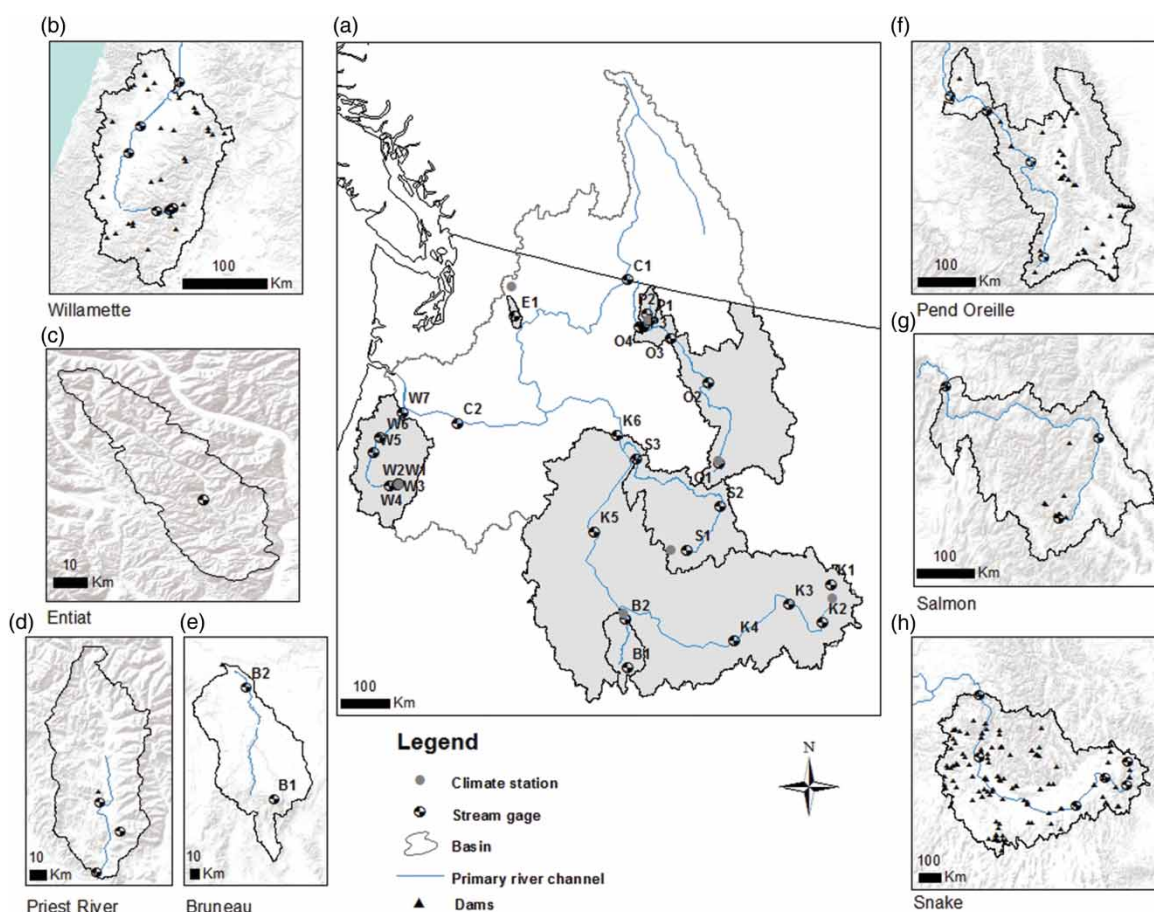 (b)
100
Km
Willamette
(c)
10
Km
Entiat
(d)
10
Km
Priest River
(e)
B2
B1
10
Km
Bruneau
(a)
C1
E1
P2
P1
O4
O3
O2
O1
W7
C2
W6
W5
W2
W1
W3
W4
K6
S3
S2
K5
S1
K1
K3
K2
B2
K4
B1
100
Km
Legend
N
Climate station
Stream gage
Basin
Primary river channel
Dams
(f)
100
Km
Pend Oreille
(g)
100
Km
Salmon
(h)
100
Km
Snake